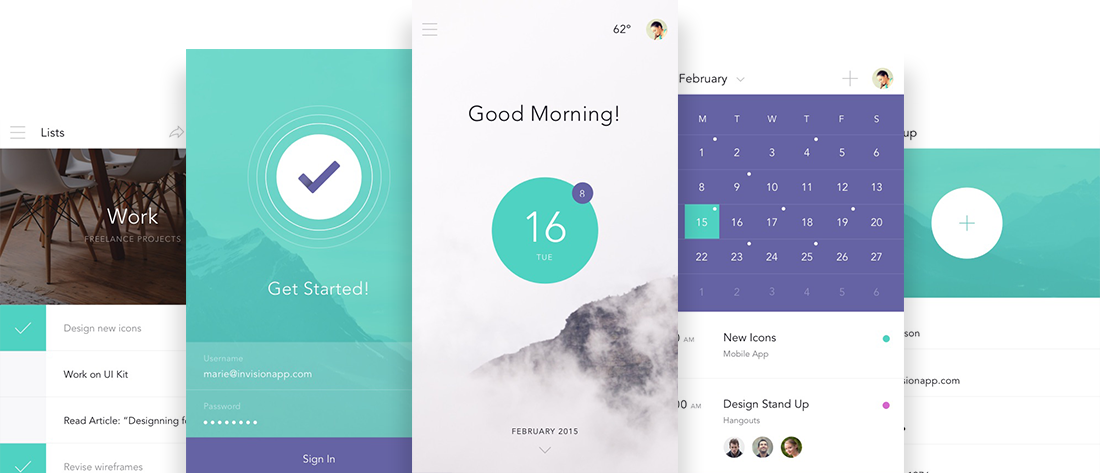 Lists
Work
FREELANCE PROJECTS
Design new icons
Work on UI Kit
Read Article: “Designning fo
Revise wireframes
Get Started!
Username
marie@invisionapp.com
Password
Sign In
62°
Good Morning!
8
16
TUE
FEBRUARY 2015
February
M T W T F S
1 2 3 4 5 6
8 9 10 11 12 13
15 16 17 18 19 20
22 23 24 25 26 27
1 2 3 4 5 6
AM
New Icons
Mobile App
00 AM
Design Stand Up
Hangouts
up
son
sionapp.com